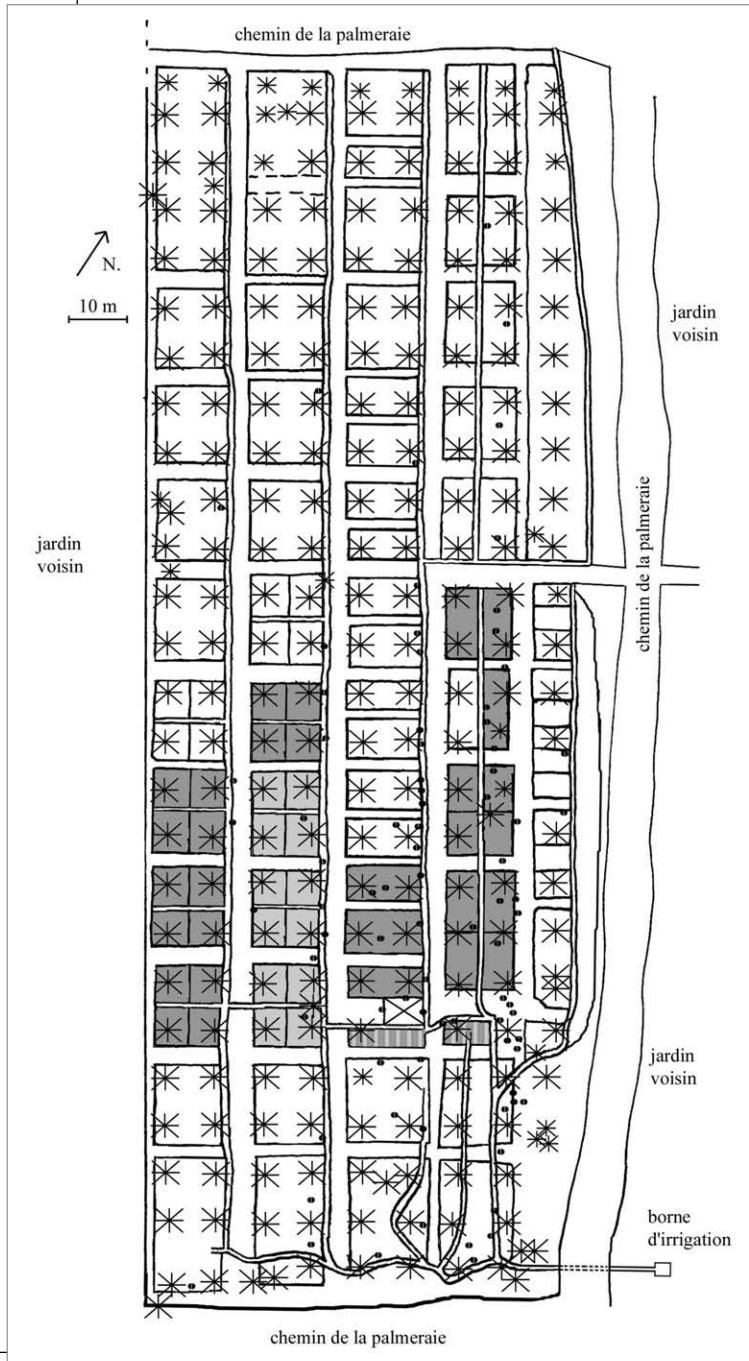 chemin de la palmeraie
N.
10 m
jardin
voisin
jardin
voisin
chemin de la palmeraie
jardin
voisin
borne
d'irrigation
chemin de la palmeraie